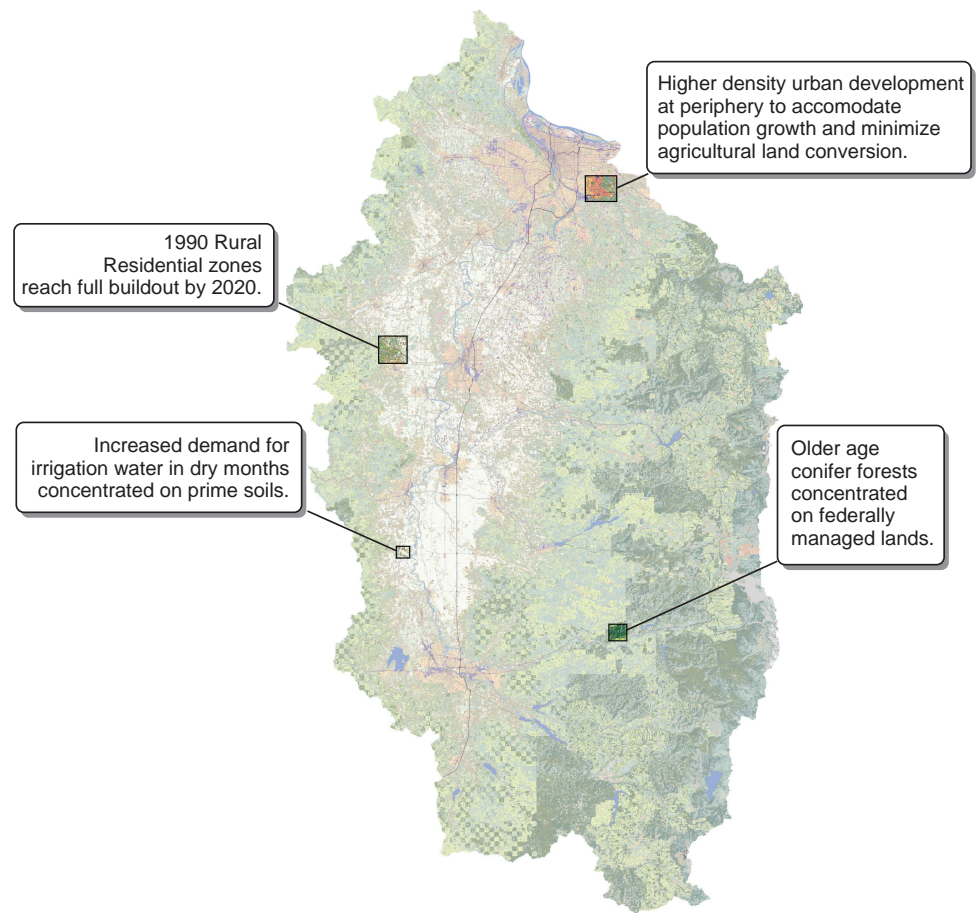 Higher density urban development
at periphery to accomodate
population growth and minimize
agricultural land conversion.
1990 Rural
Residential zones
reach full buildout by 2020.
Increased demand for
irrigation water in dry months
concentrated on prime soils.
Older age
conifer forests
concentrated
on federally
managed lands.